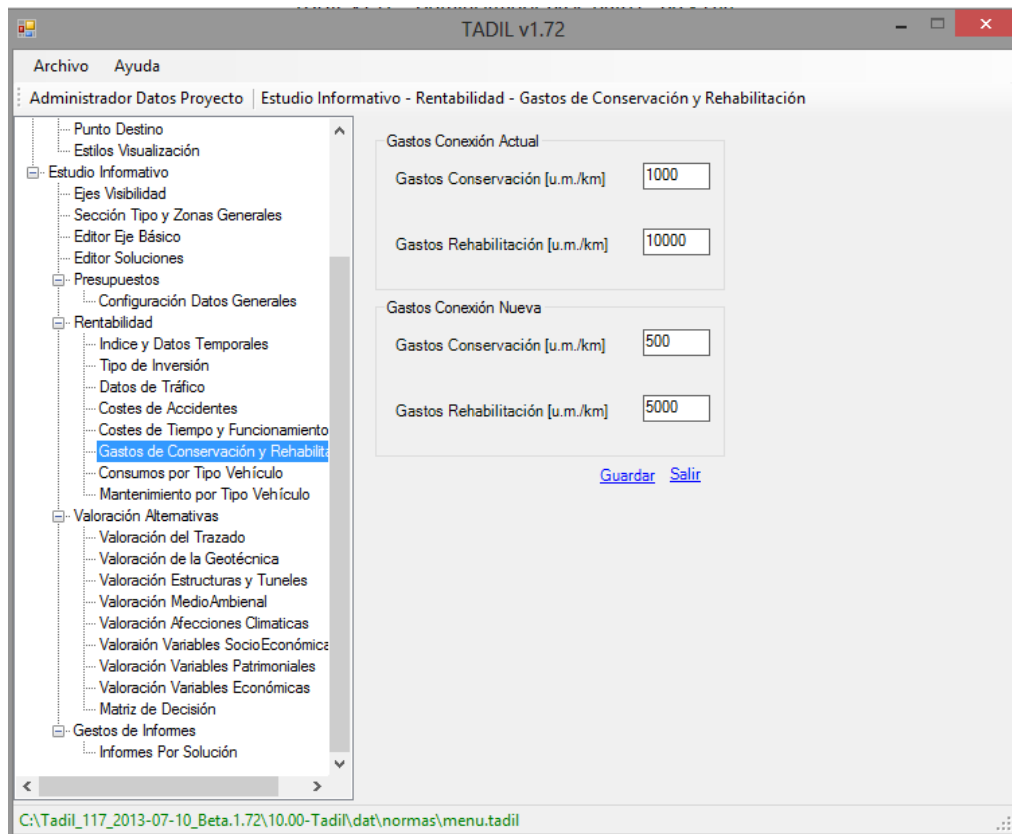 TADIL v1.72
Archivo Ayuda
Administrador Datos Proyecto Estudio Informativo - Rentabilidad - Gastos de Conservación y Rehabilitación
Punto Destino
Estilos Visualización
Estudio Informativo
Ejes Visibilidad
Sección Tipo y Zonas Generales
Editor Eje Básico
Editor Soluciones
Presupuestos
Configuración Datos Generales
Rentabilidad
Indice y Datos Temporales
Tipo de Inversión
Datos de Tráfico
Costes de Accidentes
Costes de Tiempo y Funcionamiento
Gastos de Conservación y Rehabilita
Consumos por Tipo Vehículo
Mantenimiento por Tipo Vehículo
Valoración Alternativas
Valoración del Trazado
Valoración de la Geotécnica
Valoración Estructuras y Tuneles
Valoración MedioAmbienal
Valoración Afecciones Climaticas
Valoraión Variables SocioEconómica
Valoración Variables Patrimoniales
Valoración Variables Económicas
Matriz de Decisión
Gestos de Informes
Informes Por Solución
Gastos Conexión Actual
Gastos Conservación [u.m./km] 1000
Gastos Rehabilitación [u.m./km] 10000
Gastos Conexión Nueva
Gastos Conservación [u.m./km] 500
Gastos Rehabilitación [u.m./km] 5000
Guardar Salir
C:\Tadil_117_2013-07-10_Beta.1.72\10.00-Tadil\dat\normas\menu.tadil